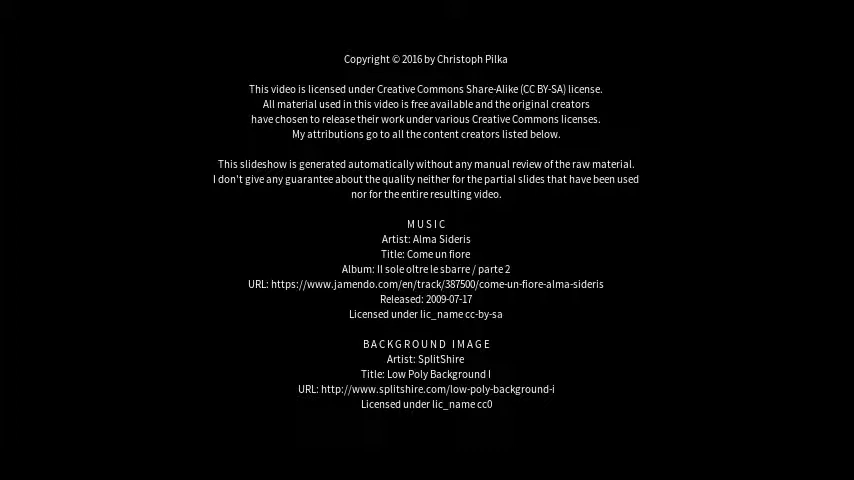 Copyright © 2016 by Christoph Pilka
This video is licensed under Creative Commons Share-Alike (CC BY-SA) license.
All material used in this video is free available and the original creators
have chosen to release their work under various Creative Commons licenses.
My attributions go to all the content creators listed below.
This slideshow is generated automatically without any manual review of the raw material.
I don't give any guarantee about the quality neither for the partial slides that have been used
nor for the entire resulting video.
MUSIC
Artist: Alma Sideris
Title: Come un fiore
Album: Il sole oltre le sbarre / parte 2
URL: https://www.jamendo.com/en/track/387500/come-un-fiore-alma-sideris
Released: 2009-07-17
Licensed under lic_name cc-by-sa
BACKGROUND IMAGE
Artist: SplitShire
Title: Low Poly Background I
URL: http://www.splitshire.com/low-poly-background-i
Licensed under lic_name cc0